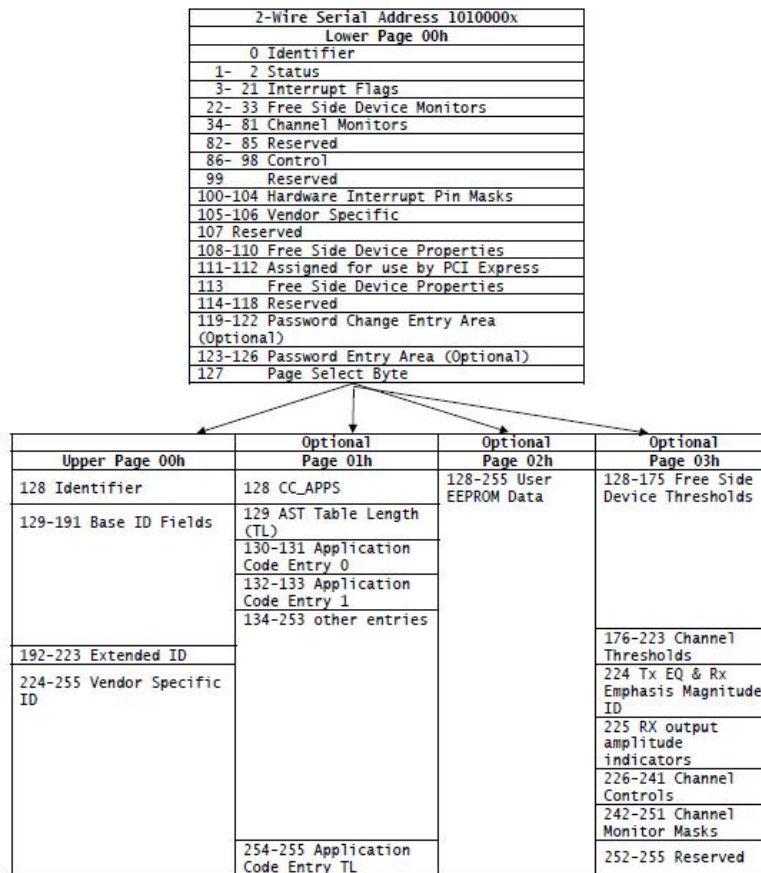 2-Wire Serial Address 1010000x
Lower Page 00h
0 Identifier
1- 2 Status
3- 21 Interrupt Flags
22- 33 Free Side Device Monitors
34- 81 Channel Monitors
82- 85 Reserved
86- 98 Control
99 Reserved
100-104 Hardware Interrupt Pin Masks
105-106 Vendor Specific
107 Reserved
108-110 Free Side Device Properties
111-112 Assigned for use by PCI Express
113 Free Side Device Properties
114-118 Reserved
119-122 Password Change Entry Area
(Optional)
123-126 Password Entry Area (Optional)
127 Page Select Byte
Upper Page 00h
128 Identifier
129-191 Base ID Fields
192-223 Extended ID
224-255 Vendor Specific
ID
Optional
Page 01h
128 CC_APPS
129 AST Table Length
(TL)
130-131 Application
Code Entry 0
132-133 Application
Code Entry 1
134-253 other entries
254-255 Application
Code Entry TL
Optional
Page 02h
128-255 User
EEPROM Data
Optional
Page 03h
128-175 Free Side
Device Thresholds
176-223 Channel
Thresholds
224 Tx EQ & Rx
Emphasis Magnitude
ID
225 RX output
amplitude
indicators
226-241 Channel
Controls
242-251 Channel
Monitor Masks
252-255 Reserved